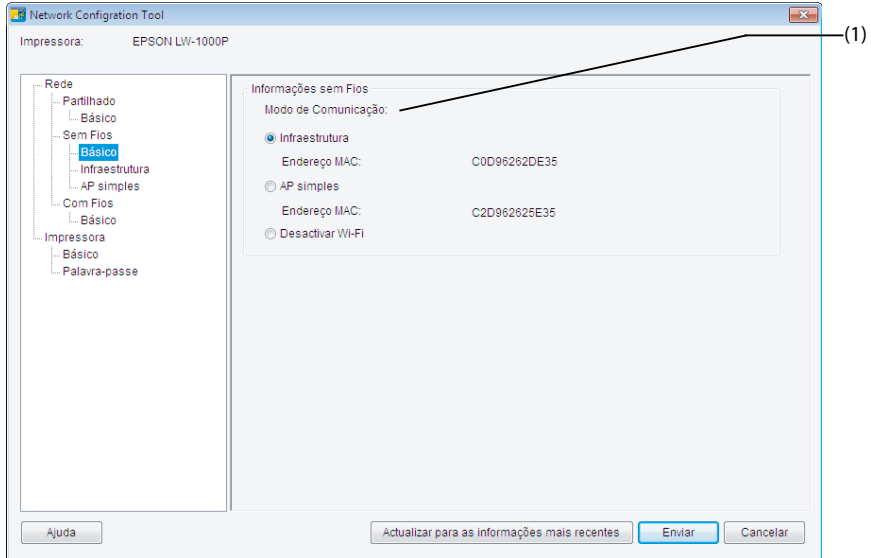 Network Configration Tool
Impressora: EPSON LW-1000P
(1)
Rede
Partilhado
Básico
Sem Fios
Básico
Infraestrutura
AP simples
Com Fios
Básico
Impressora
Básico
Palavra-passe
Informações sem Fios
Modo de Comunicação:
Infraestrutura
Endereço MAC: C0D96262DE35
AP simples
Endereço MAC: C2D962625E35
Desactivar Wi-Fi
Ajuda
Actualizar para as informações mais recentes
Enviar
Cancelar